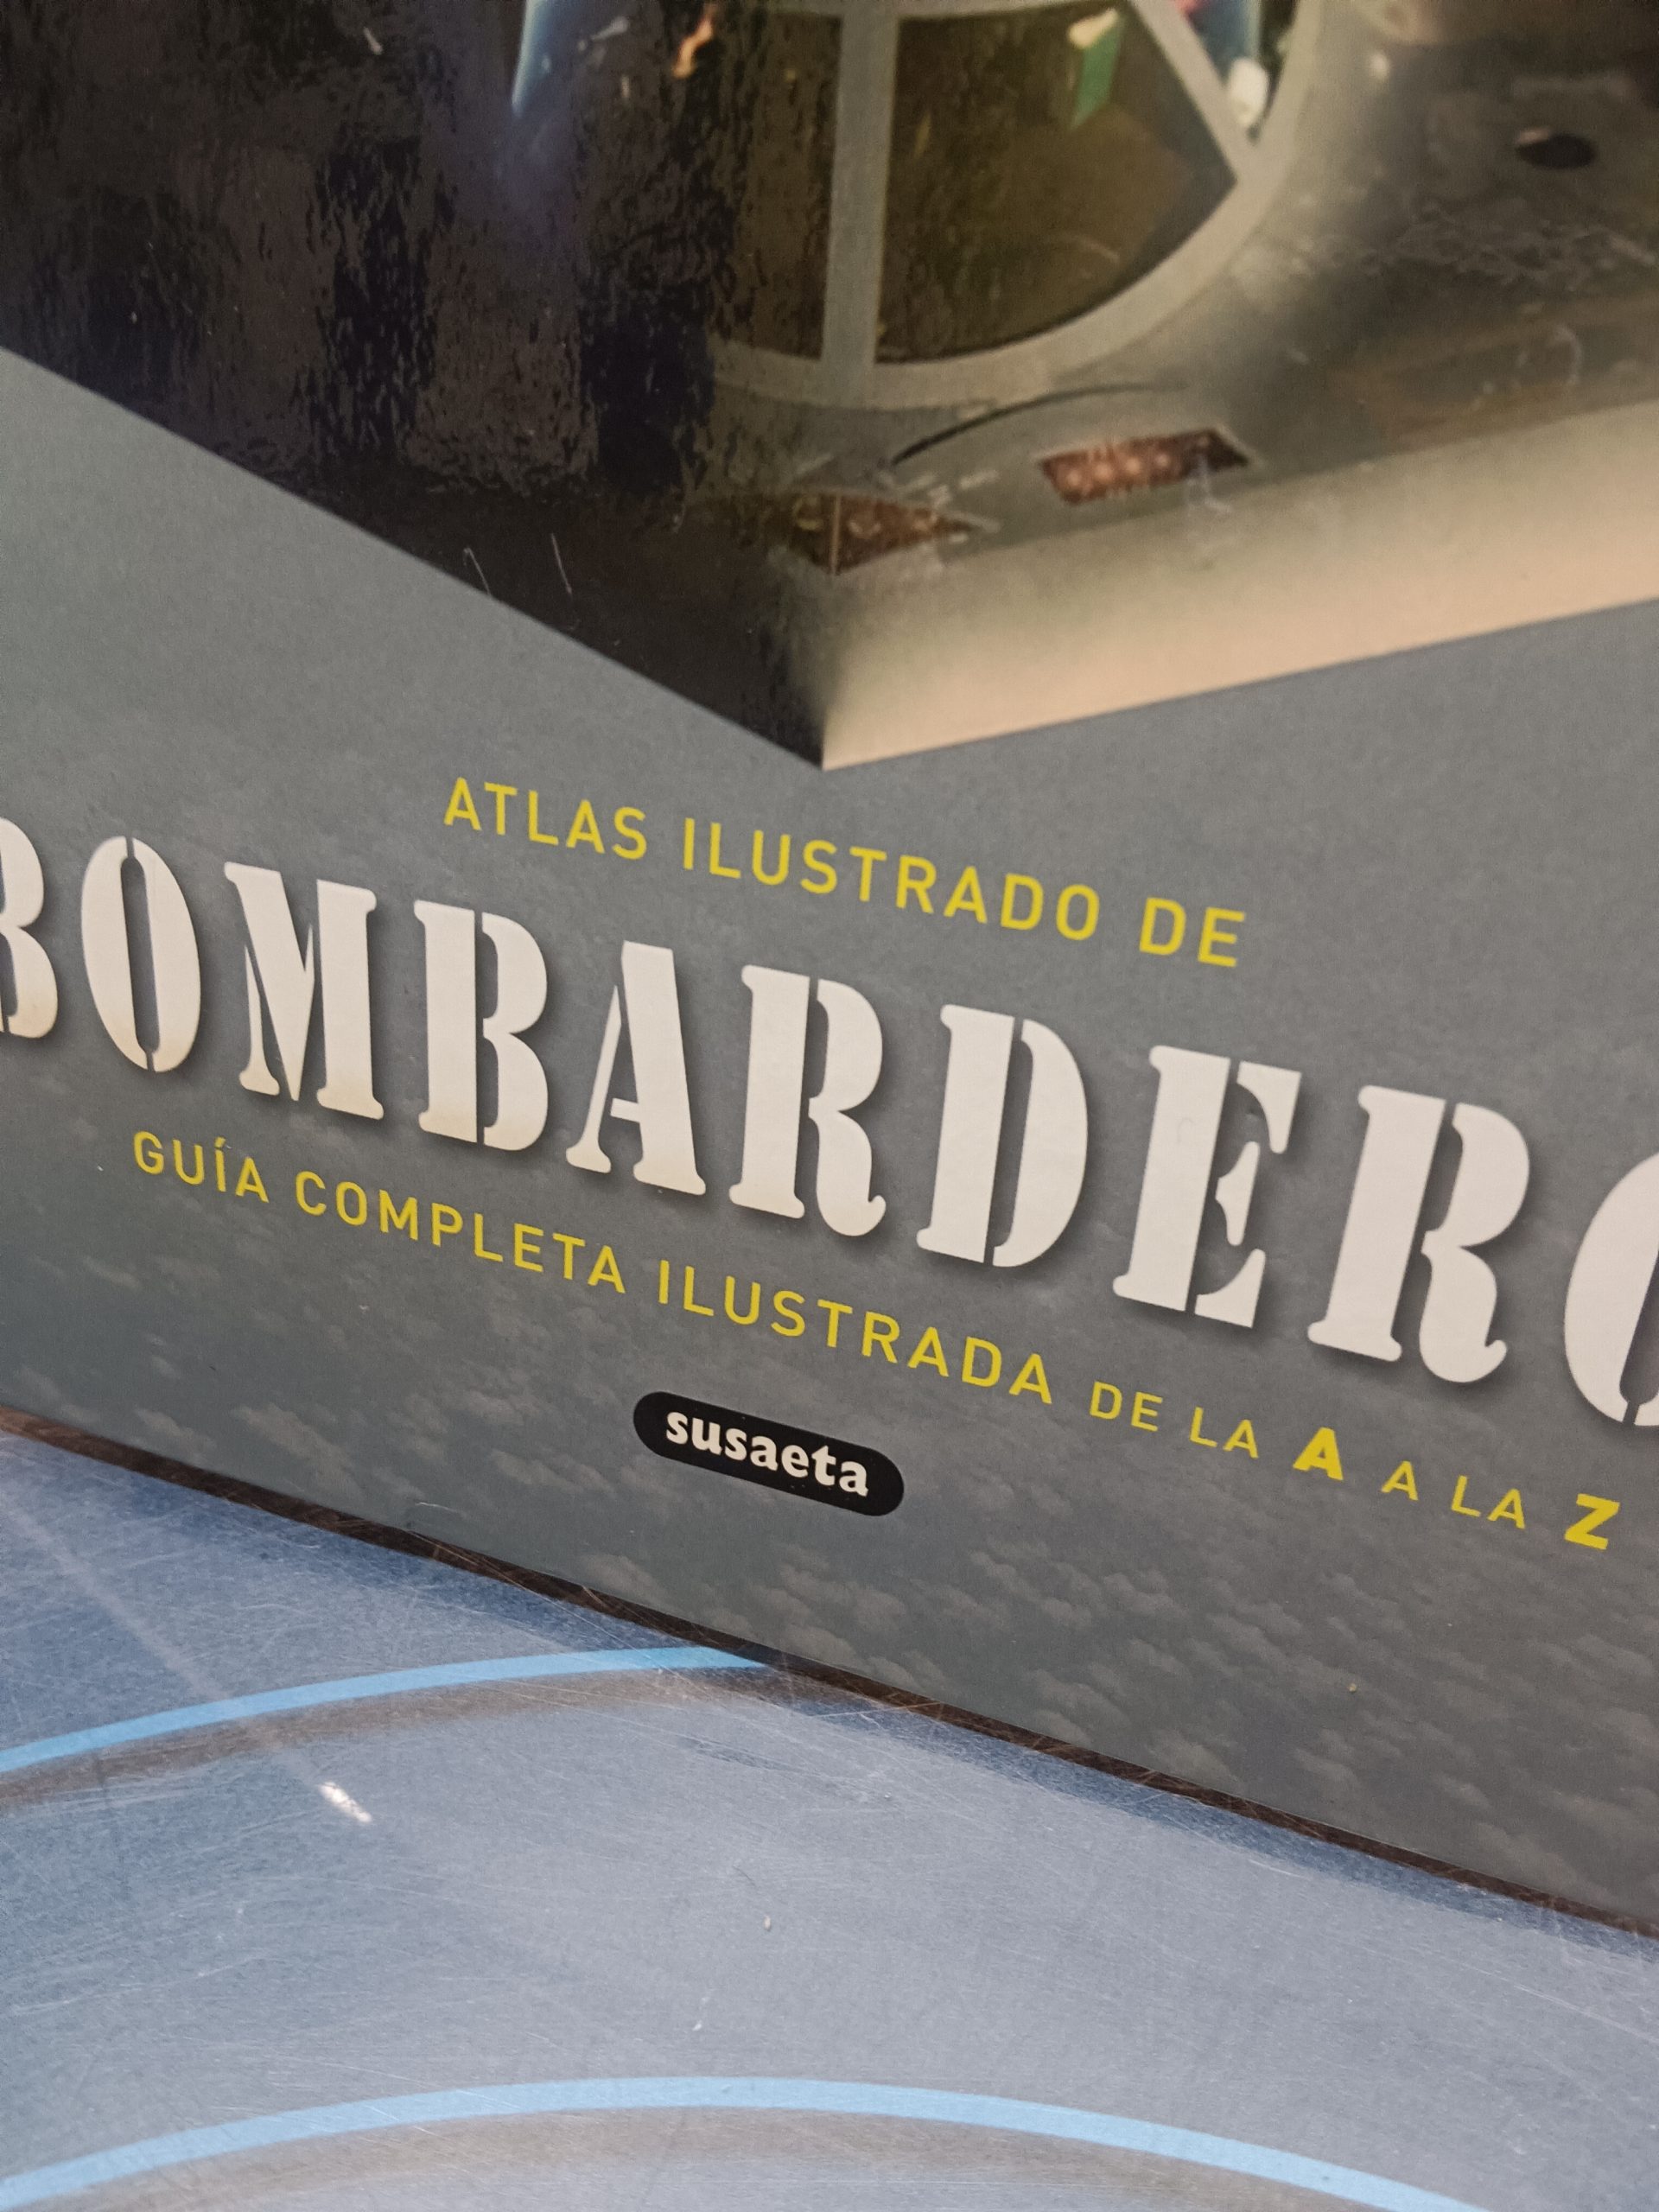 ATLAS ILUSTRADO DE
BOMBARDERO
GUÍA COMPLETA ILUSTRADA DE LA A A LA Z
susaeta